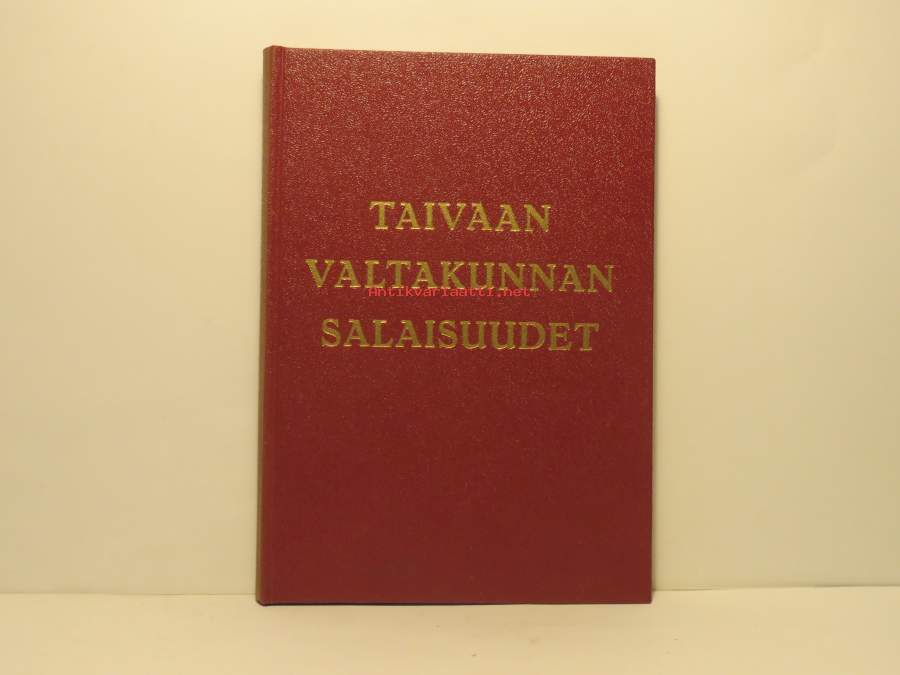 TAIVAAN
VALTAKUNNAN
Antikvariaatti.net
SALAISUUDET